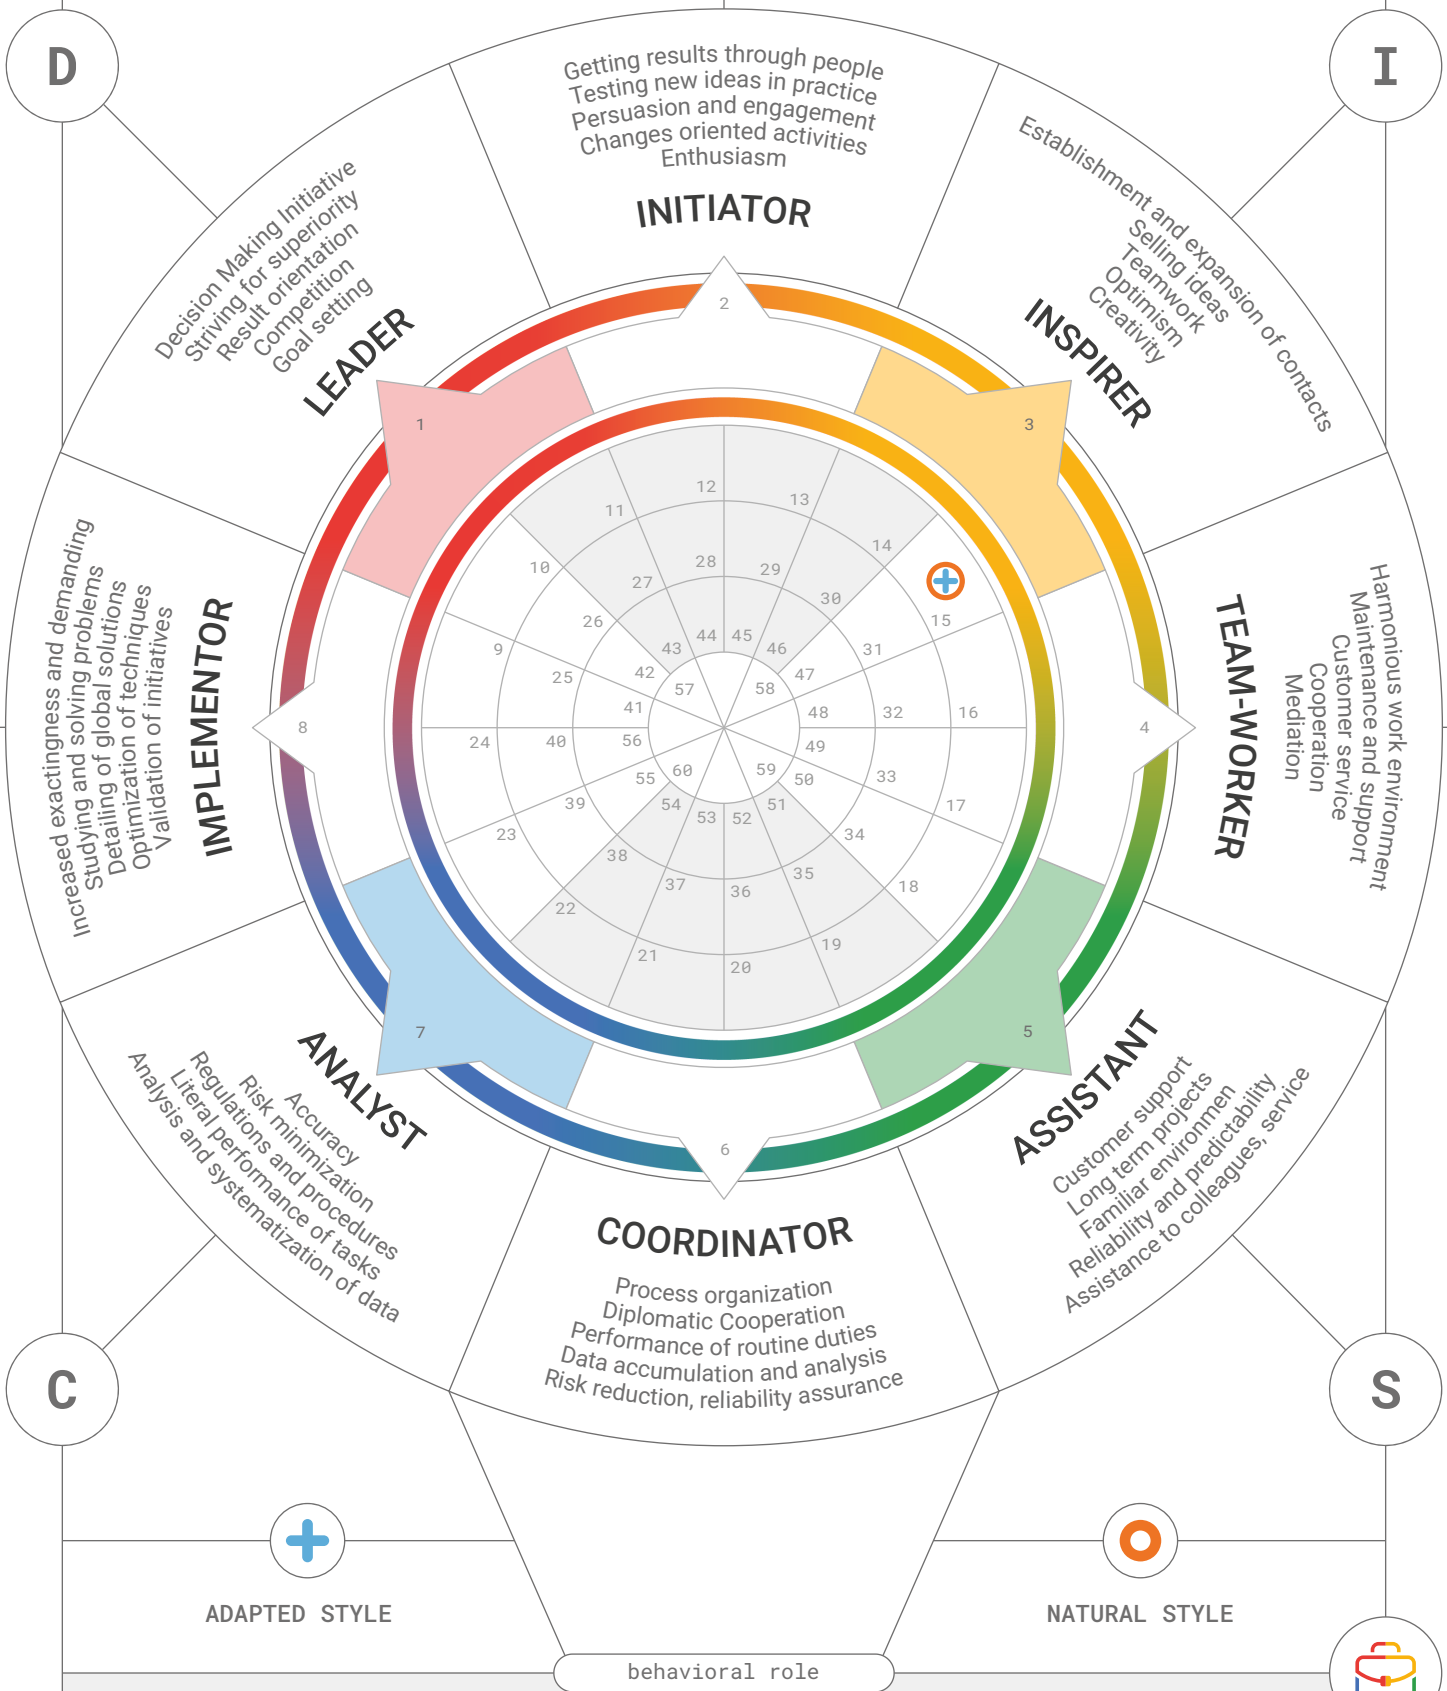 D
I
Getting results through people
Testing new ideas in practice
Persuasion and engagement
Changes oriented activities
Enthusiasm
INITIATOR
Decision Making Initiative
Striving for superiority
Result orientation
Competition
Goal setting
LEADER
Establishment and expansion of contacts
Selling ideas
Teamwork
Optimism
Creativity
INSPIRER
2
1
3
12
13
11
14
10
28
29
27
30
15
26
9
31
43
44
45
46
25
42
47
57
58
41
48
32
16
8
4
24
40
56
49
55
60
59
50
33
39
54
53
52
51
17
23
34
38
37
36
35
18
22
21
20
19
Increased exactingness and demanding
Studying and solving problems
Detailing of global solutions
Optimization of techniques
Validation of initiatives
IMPLEMENTOR
TEAM-WORKER
Harmonious work environment
Maintenance and support
Customer service
Cooperation
Mediation
7
5
6
ANALYST
Accuracy
Risk minimization
Regulations and procedures
Literal performance of tasks
Analysis and systematization of data
ASSISTANT
Customer support
Long term projects
Familiar environmen
Reliability and predictability
Assistance to colleagues, service
COORDINATOR
Process organization
Diplomatic Cooperation
Performance of routine duties
Data accumulation and analysis
Risk reduction, reliability assurance
C
S
ADAPTED STYLE
NATURAL STYLE
behavioral role